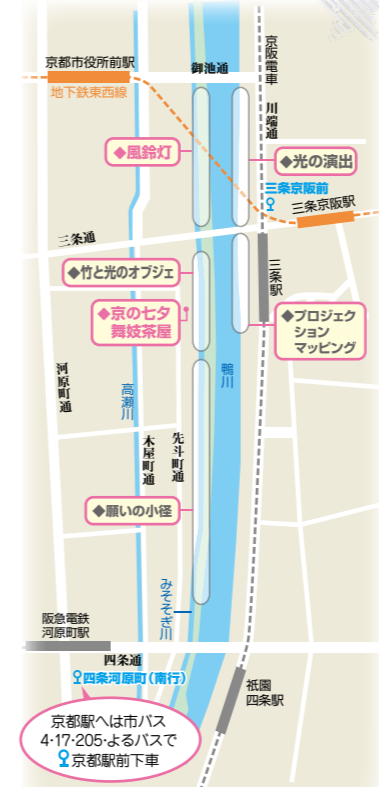 京都市役所前駅
地下鉄東西線
御池通
京阪電車
川端通
◆風鈴灯
◆光の演出
三条京阪前
三条京阪駅
三条通
◆竹と光のオブジェ
三条駅
◆京の七夕
舞妓茶屋
◆プロジェク
ション
マッピング
河原町通
高瀬川
鴨川
木屋町通
先斗町通
◆願いの小径
みそそぎ川
阪急電鉄
河原町駅
四条通
四条河原町(南行)
祇園
四条駅
京都駅へは市バス
4・17・205・よるバスで
京都駅前下車